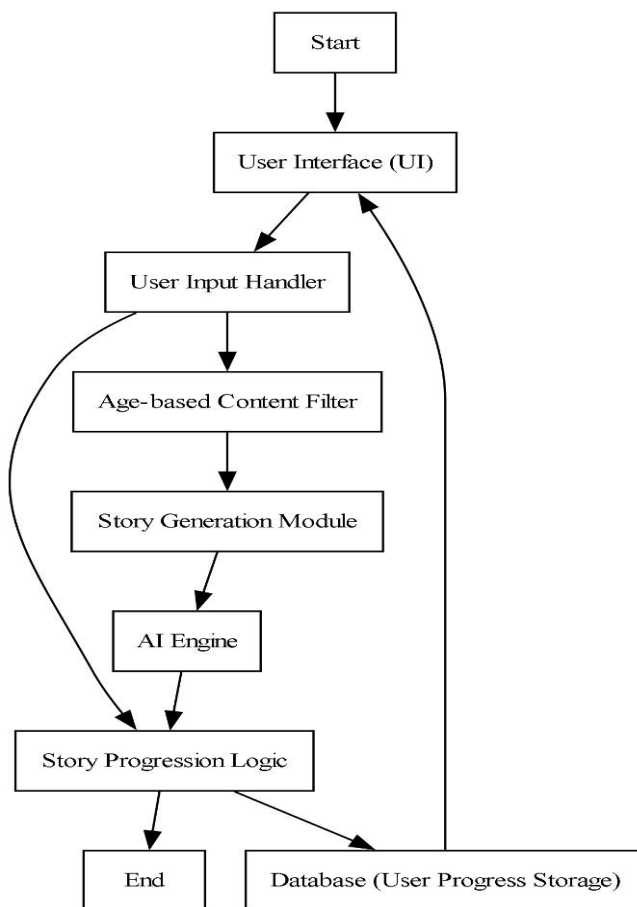 Start
User Interface (UI)
User Input Handler
Age-based Content Filter
Story Generation Module
AI Engine
Story Progression Logic
End
Database (User Progress Storage)